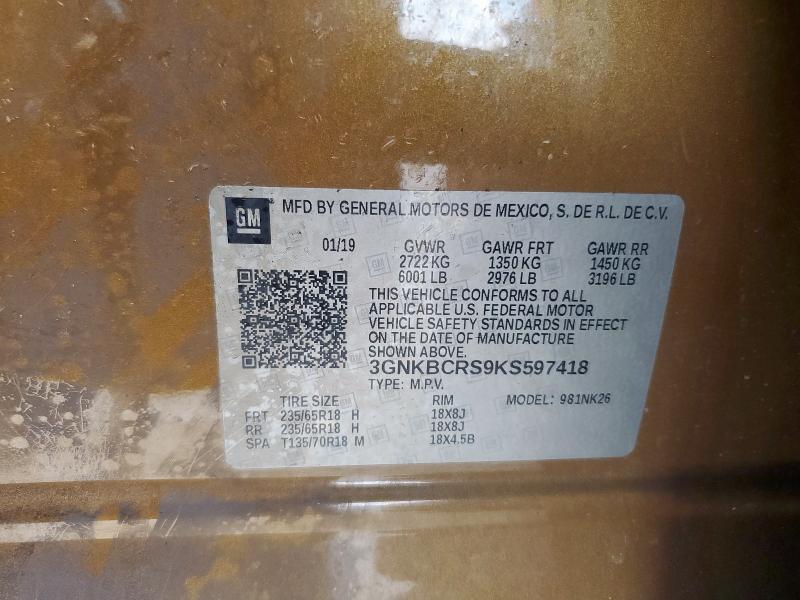 GM MFD BY GENERAL MOTORS DE MEXICO, S. DE R.L. DE C.V.
01/19 GVWR GAWR FRT GAWR RR
2722 KG 1350 KG 1450 KG
6001 LB 2976 LB 3196 LB
THIS VEHICLE CONFORMS TO ALL
APPLICABLE U.S. FEDERAL MOTOR
VEHICLE SAFETY STANDARDS IN EFFECT
ON THE DATE OF MANUFACTURE
SHOWN ABOVE.
3GNKBCRS9KS597418
TYPE: M.P.V.
TIRE SIZE RIM MODEL: 981NK26
FRT 235/65R18 H 18X8J
RR 235/65R18 H 18X8J
SPA T135/70R18 M 18X4.5B